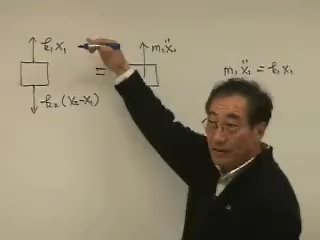 k₁x₁
= m₁ẍ₁
k₂(x₂-x₁)
m₁ẍ₁ = k₁x₁